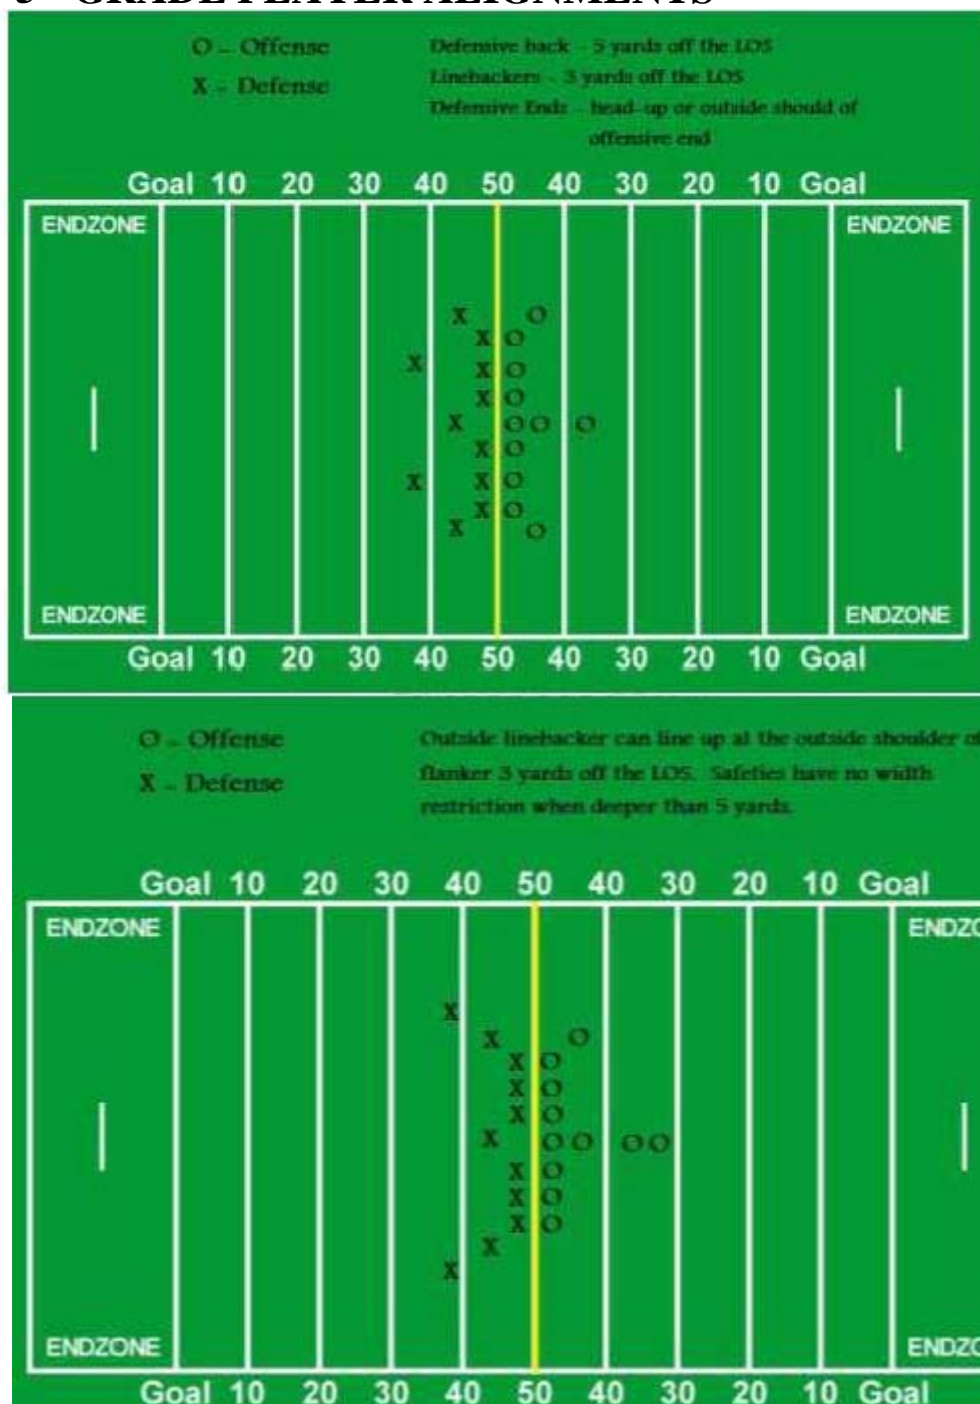 GRADE PLAYER ALIGNMENTS
O - Offense
X - Defense
Defensive back - 5 yards off the LOS
Linebackers - 3 yards off the LOS
Defensive Ends - head-up or outside should of
offensive end
Goal 10 20 30 40 50 40 30 20 10 Goal
ENDZONE ENDZONE
X O
X O
X
X O
X O
X O O O
X O
X
X O
X O
X O
ENDZONE ENDZONE
Goal 10 20 30 40 50 40 30 20 10 Goal
O - Offense
X - Defense
Outside linebacker can line up at the outside shoulder of
flanker 3 yards off the LOS. Safeties have no width
restriction when deeper than 5 yards.
Goal 10 20 30 40 50 40 30 20 10 Goal
ENDZONE ENDZO
X
X O
X O
X O
X O
X O O O O
X O
X O
X O
X
X
ENDZONE ENDZO
Goal 10 20 30 40 50 40 30 20 10 Goal